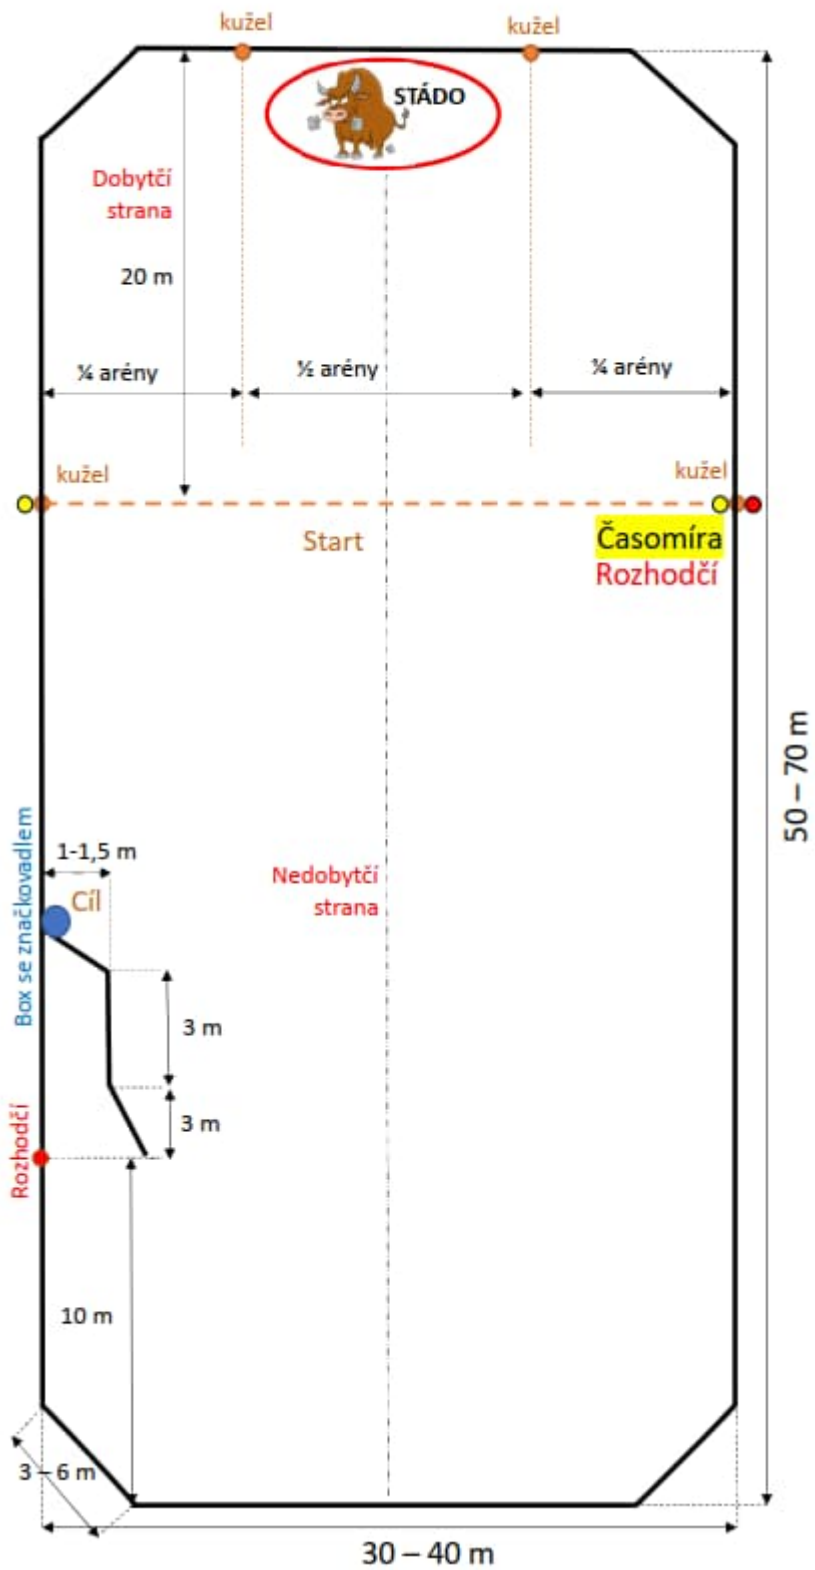 kužel
kužel
STÁDO
Dobytčí
strana
20 m
¼ arény
½ arény
¼ arény
kužel
kužel
Start
Časomíra
Rozhodčí
50 – 70 m
Box se značkovadlem
1-1,5 m
Cíl
Nedobytčí
strana
3 m
3 m
Rozhodčí
10 m
3 – 6 m
30 – 40 m